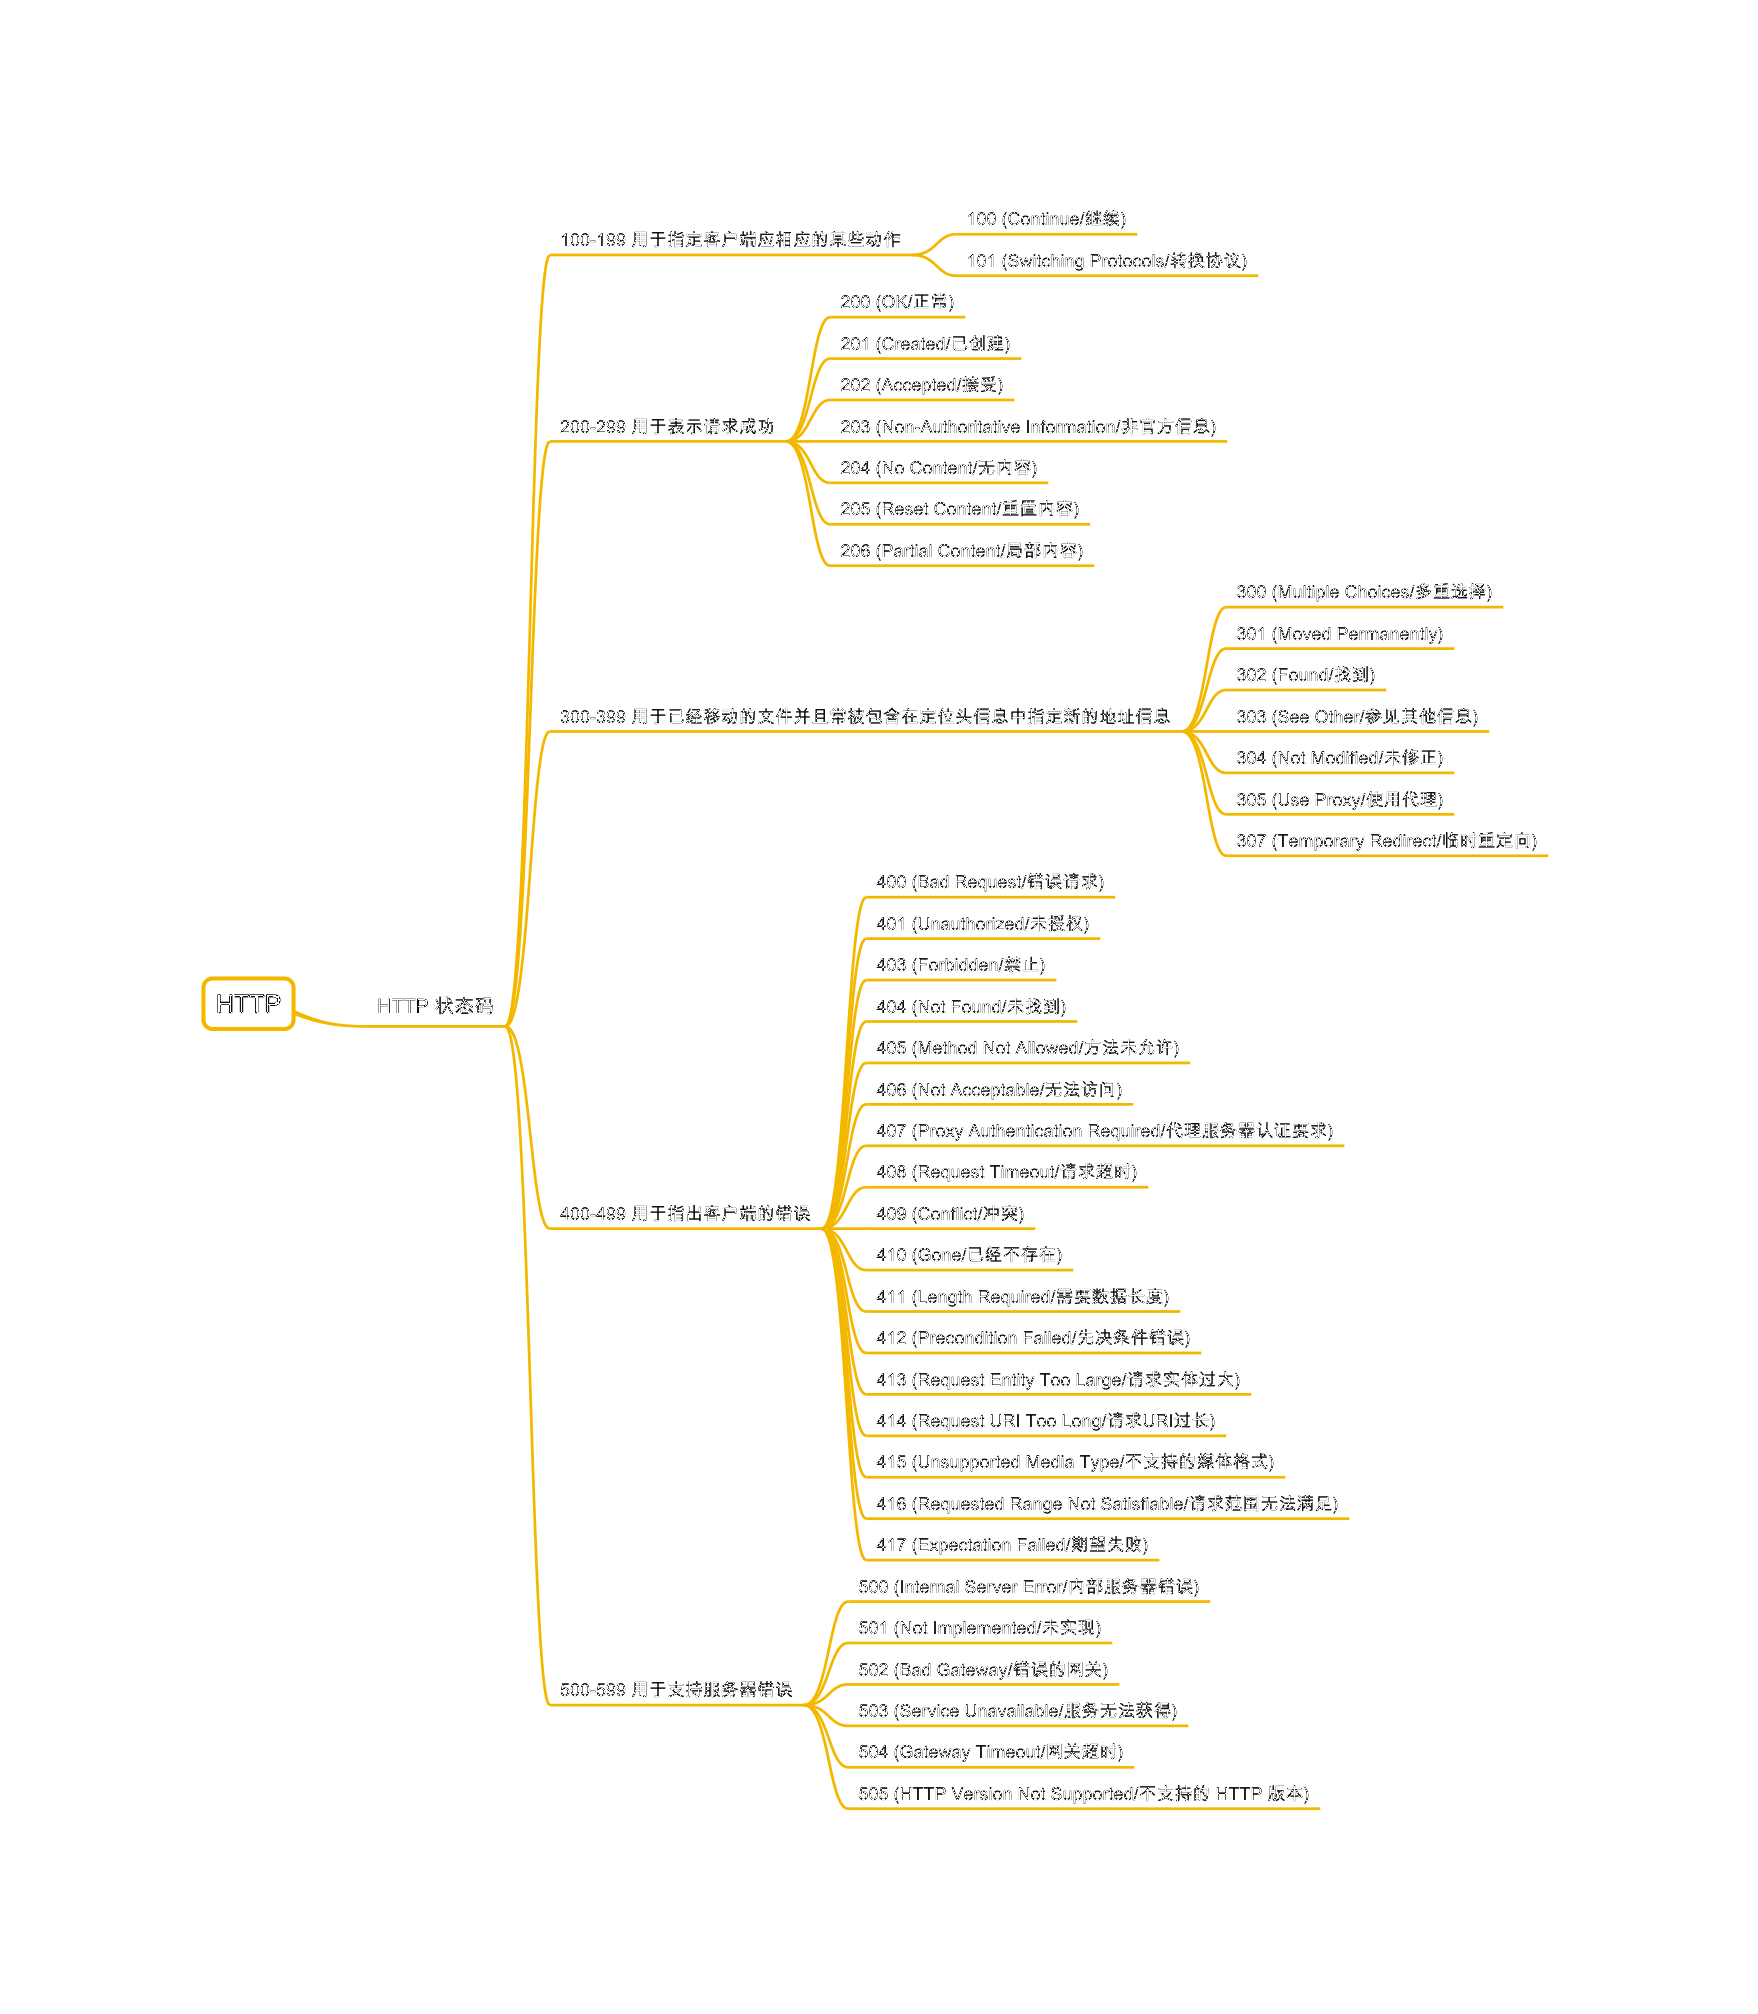 HTTP
HTTP 状态码
100-199 用于指定客户端应相应的某些动作
100 (Continue/继续)
101 (Switching Protocols/转换协议)
200-299 用于表示请求成功
200 (OK/正常)
201 (Created/已创建)
202 (Accepted/接受)
203 (Non-Authoritative Information/非官方信息)
204 (No Content/无内容)
205 (Reset Content/重置内容)
206 (Partial Content/局部内容)
300-399 用于已经移动的文件并且常被包含在定位头信息中指定新的地址信息
300 (Multiple Choices/多重选择)
301 (Moved Permanently)
302 (Found/找到)
303 (See Other/参见其他信息)
304 (Not Modified/未修正)
305 (Use Proxy/使用代理)
307 (Temporary Redirect/临时重定向)
400-499 用于指出客户端的错误
400 (Bad Request/错误请求)
401 (Unauthorized/未授权)
403 (Forbidden/禁止)
404 (Not Found/未找到)
405 (Method Not Allowed/方法未允许)
406 (Not Acceptable/无法访问)
407 (Proxy Authentication Required/代理服务器认证要求)
408 (Request Timeout/请求超时)
409 (Conflict/冲突)
410 (Gone/已经不存在)
411 (Length Required/需要数据长度)
412 (Precondition Failed/先决条件错误)
413 (Request Entity Too Large/请求实体过大)
414 (Request URI Too Long/请求URI过长)
415 (Unsupported Media Type/不支持的媒体格式)
416 (Requested Range Not Satisfiable/请求范围无法满足)
417 (Expectation Failed/期望失败)
500-599 用于支持服务器错误
500 (Internal Server Error/内部服务器错误)
501 (Not Implemented/未实现)
502 (Bad Gateway/错误的网关)
503 (Service Unavailable/服务无法获得)
504 (Gateway Timeout/网关超时)
505 (HTTP Version Not Supported/不支持的 HTTP 版本)